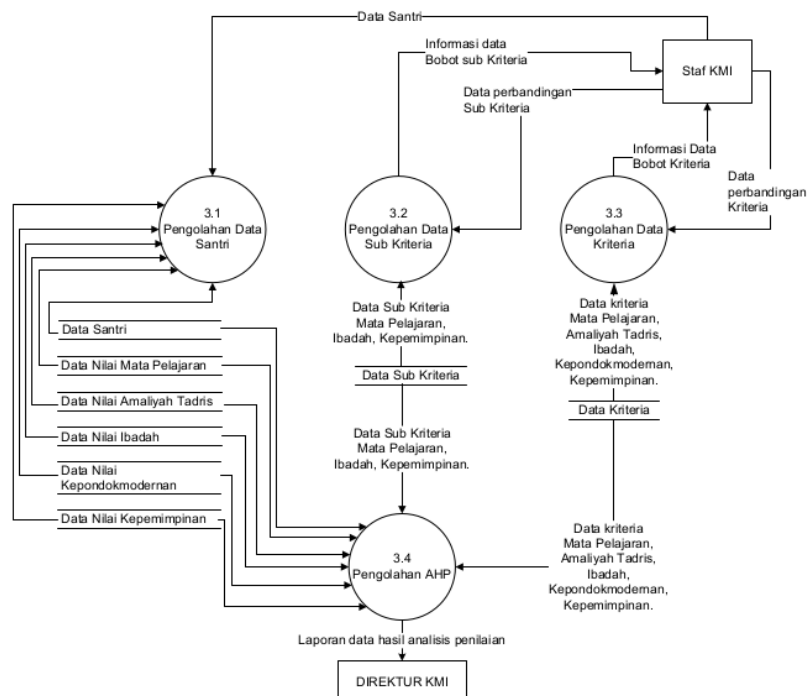 Data Santri
Informasi data
Bobot sub Kriteria
Staf KMI
Data perbandingan
Sub Kriteria
Informasi Data
Bobot Kriteria
Data
perbandingan
Kriteria
3.1
Pengolahan Data
Santri
3.2
Pengolahan Data
Sub Kriteria
3.3
Pengolahan Data
Kriteria
Data Sub Kriteria
Mata Pelajaran,
Ibadah, Kepemimpinan.
Data kriteria
Mata Pelajaran,
Amaliyah Tadris,
Ibadah,
Kepondokmodernan,
Kepemimpinan.
Data Santri
Data Nilai Mata Pelajaran
Data Nilai Amaliyah Tadris
Data Nilai Ibadah
Data Nilai
Kepondokmodernan
Data Nilai Kepemimpinan
Data Sub Kriteria
Data Kriteria
Data Sub Kriteria
Mata Pelajaran,
Ibadah, Kepemimpinan.
Data kriteria
Mata Pelajaran,
Amaliyah Tadris,
Ibadah,
Kepondokmodernan,
Kepemimpinan.
3.4
Pengolahan AHP
Laporan data hasil analisis penilaian
DIREKTUR KMI